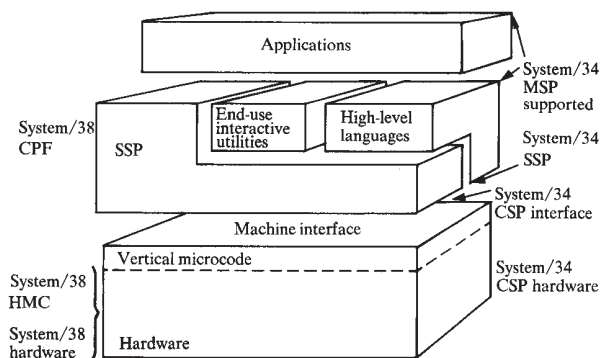 Applications
System/34
MSP
supported
System/38
CPF
SSP
End-use
interactive
utilities
High-level
languages
System/34
SSP
System/34
CSP interface
Machine interface
Vertical microcode
System/38
HMC
System/34
CSP hardware
System/38
hardware
Hardware